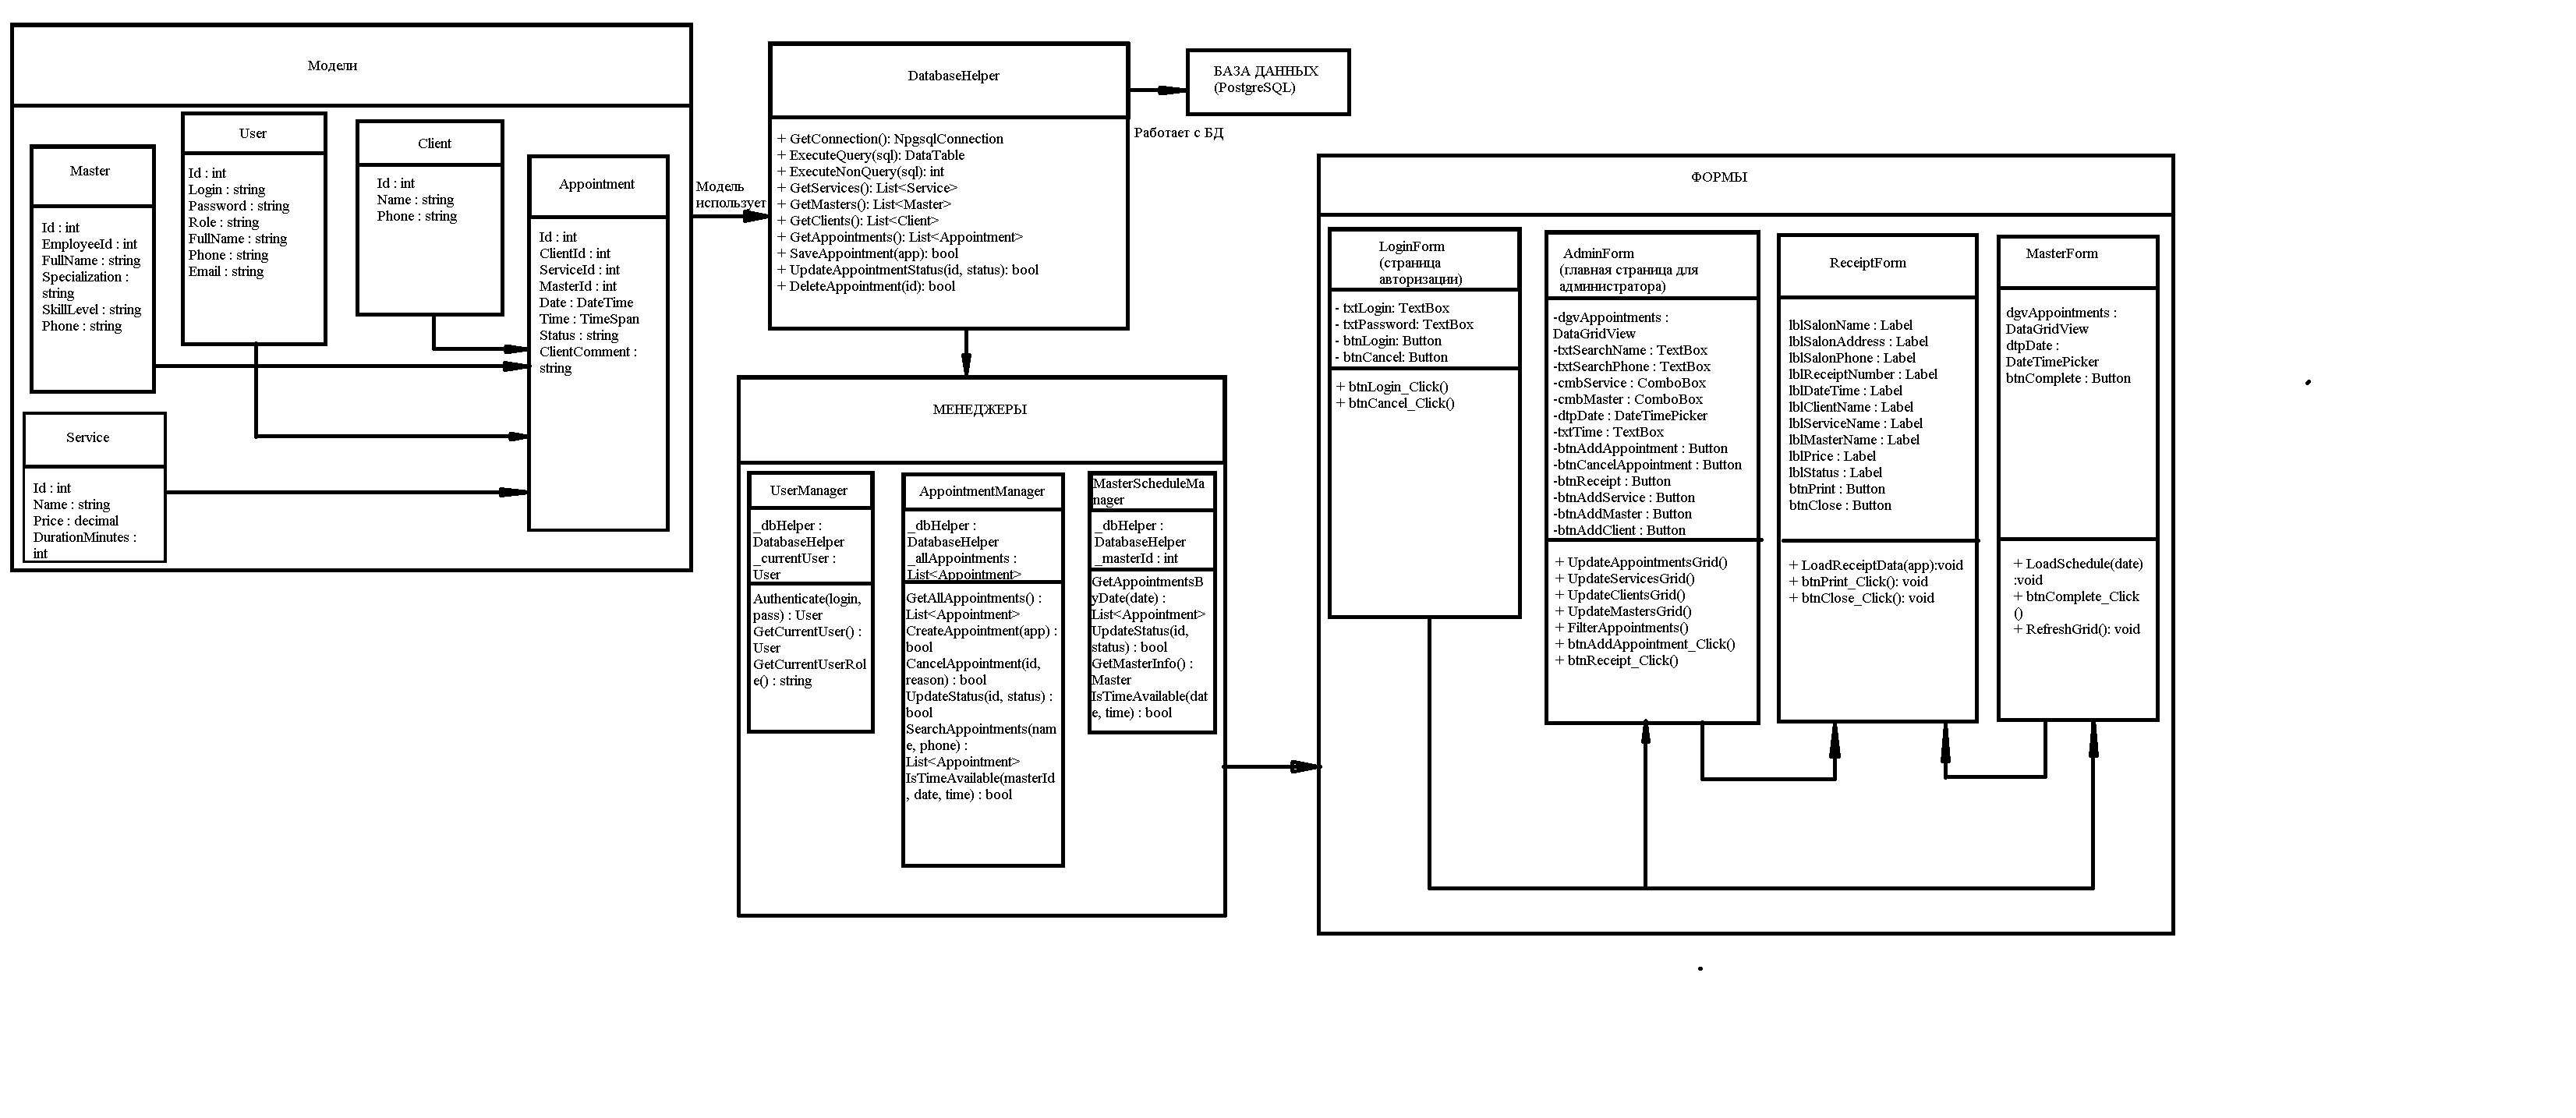 Модели
Master
Id : int
EmployeeId : int
FullName : string
Specialization :
string
SkillLevel : string
Phone : string
User
Id : int
Login : string
Password : string
Role : string
FullName : string
Phone : string
Email : string
Client
Id : int
Name : string
Phone : string
Appointment
Id : int
ClientId : int
ServiceId : int
MasterId : int
Date : DateTime
Time : TimeSpan
Status : string
ClientComment :
string
Service
Id : int
Name : string
Price : decimal
DurationMinutes :
int
Модель
использует
DatabaseHelper
+ GetConnection(): NpgsqlConnection
+ ExecuteQuery(sql): DataTable
+ ExecuteNonQuery(sql): int
+ GetServices(): List<Service>
+ GetMasters(): List<Master>
+ GetClients(): List<Client>
+ GetAppointments(): List<Appointment>
+ SaveAppointment(app): bool
+ UpdateAppointmentStatus(id, status): bool
+ DeleteAppointment(id): bool
БАЗА ДАННЫХ
(PostgreSQL)
Работает с БД
МЕНЕДЖЕРЫ
UserManager
_dbHelper :
DatabaseHelper
_currentUser :
User
Authenticate(login,
pass) : User
GetCurrentUser() :
User
GetCurrentUserRol
e() : string
AppointmentManager
_dbHelper :
DatabaseHelper
_allAppointments :
List<Appointment>
GetAllAppointments() :
List<Appointment>
CreateAppointment(app) :
bool
CancelAppointment(id,
reason) : bool
UpdateStatus(id, status) :
bool
SearchAppointments(nam
e, phone) :
List<Appointment>
IsTimeAvailable(masterId
, date, time) : bool
MasterScheduleMa
nager
_dbHelper :
DatabaseHelper
_masterId : int
GetAppointmentsB
yDate(date) :
List<Appointment>
UpdateStatus(id,
status) : bool
GetMasterInfo() :
Master
IsTimeAvailable(dat
e, time) : bool
ФОРМЫ
LoginForm
(страница
авторизации)
- txtLogin: TextBox
- txtPassword: TextBox
- btnLogin: Button
- btnCancel: Button
+ btnLogin_Click()
+ btnCancel_Click()
AdminForm
(главная страница для
администратора)
-dgvAppointments :
DataGridView
-txtSearchName : TextBox
-txtSearchPhone : TextBox
-cmbService : ComboBox
-cmbMaster : ComboBox
-dtpDate : DateTimePicker
-txtTime : TextBox
-btnAddAppointment : Button
-btnCancelAppointment : Button
-btnReceipt : Button
-btnAddService : Button
-btnAddMaster : Button
-btnAddClient : Button
+ UpdateAppointmentsGrid()
+ UpdateServicesGrid()
+ UpdateClientsGrid()
+ UpdateMastersGrid()
+ FilterAppointments()
+ btnAddAppointment_Click()
+ btnReceipt_Click()
ReceiptForm
lblSalonName : Label
lblSalonAddress : Label
lblSalonPhone : Label
lblReceiptNumber : Label
lblDateTime : Label
lblClientName : Label
lblServiceName : Label
lblMasterName : Label
lblPrice : Label
lblStatus : Label
btnPrint : Button
btnClose : Button
+ LoadReceiptData(app):void
+ btnPrint_Click(): void
+ btnClose_Click(): void
MasterForm
dgvAppointments :
DataGridView
dtpDate :
DateTimePicker
btnComplete : Button
+ LoadSchedule(date)
:void
+ btnComplete_Click
()
+ RefreshGrid(): void